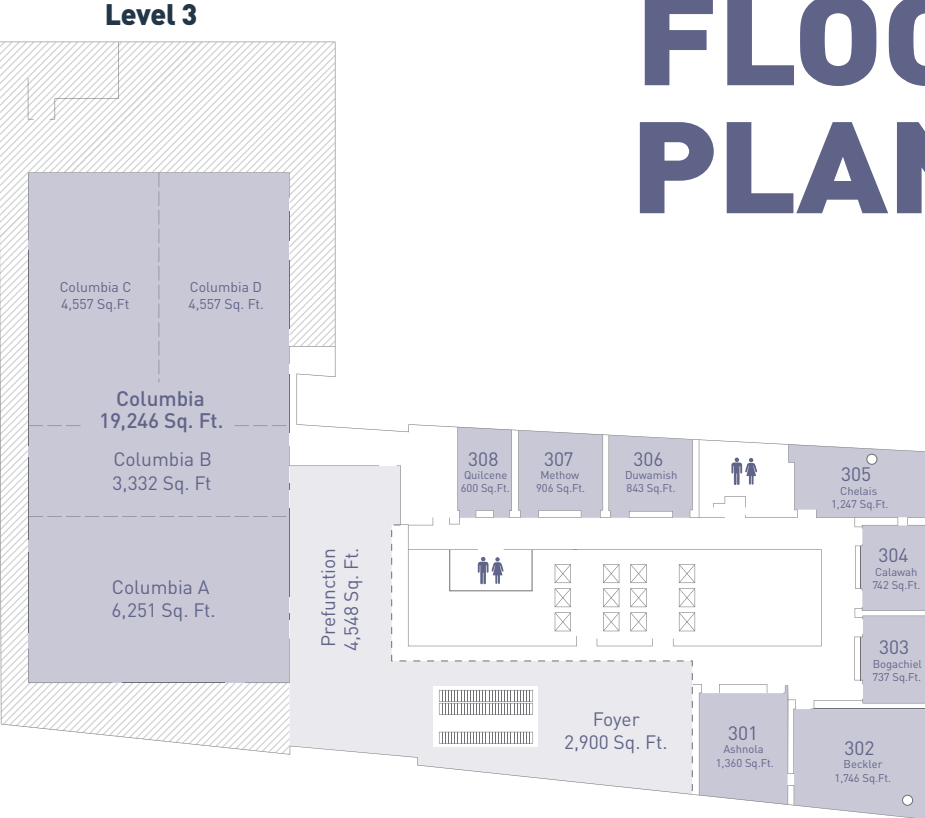 Level 3
FLOO
PLAN
Columbia C
4,557 Sq.Ft
Columbia D
4,557 Sq. Ft.
Columbia
19,246 Sq. Ft.
Columbia B
3,332 Sq. Ft
Columbia A
6,251 Sq. Ft.
Prefunction
4,548 Sq. Ft.
Foyer
2,900 Sq. Ft.
308
Quilcene
600 Sq.Ft.
307
Methow
906 Sq.Ft.
306
Duwamish
843 Sq.Ft.
305
Chelais
1,247 Sq.Ft.
304
Calawah
742 Sq.Ft.
303
Bogachiel
737 Sq.Ft.
301
Ashnola
1,360 Sq.Ft.
302
Beckler
1,746 Sq.Ft.